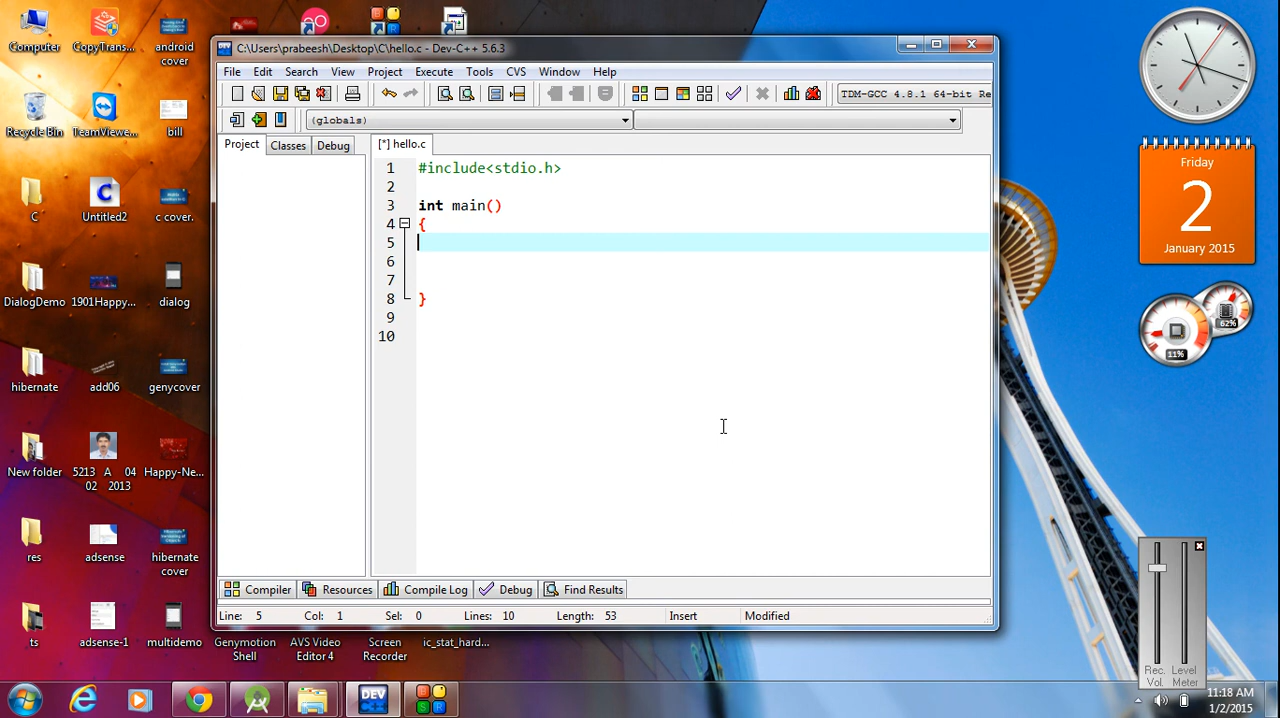 C:\Users\prabeesh\Desktop\C\hello.c - Dev-C++ 5.6.3
File Edit Search View Project Execute Tools CVS Window Help
TDM-GCC 4.8.1 64-bit Re
(globals)
Project Classes Debug
[*] hello.c
1 #include<stdio.h>
2
3 int main()
4 {
5
6
7
8 }
9
10
Compiler Resources Compile Log Debug Find Results
Line: 5 Col: 1 Sel: 0 Lines: 10 Length: 53 Insert Modified
Computer
CopyTrans...
android
cover
Recycle Bin
TeamViewe...
bill
C
Untitled2
c cover.
DialogDemo
1901Happy...
dialog
hibernate
add06
genycover
New folder
5213 A 04
02 2013
Happy-Ne...
res
adsense
hibernate
cover
ts
adsense-1
multidemo
Genymotion
Shell
AVS Video
Editor 4
Screen
Recorder
ic_stat_hard...
Friday
2
January 2015
62%
11%
Rec. Level
Vol. Meter
DEV
11:18 AM
1/2/2015